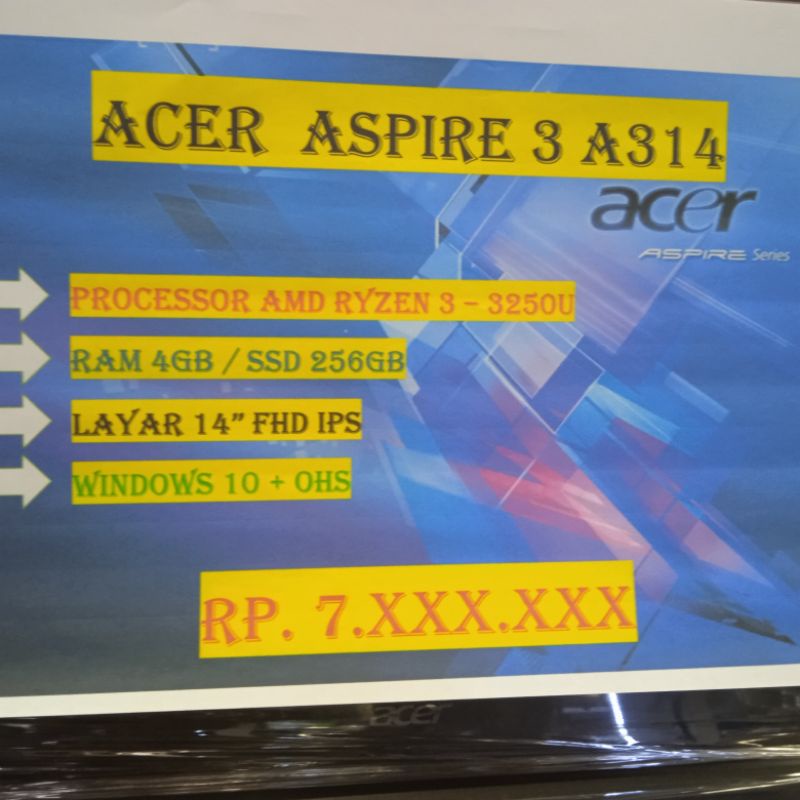 ACER ASPIRE 3 A314
acer
ASPIRE Series
PROCESSOR AMD RYZEN 3 – 3250U
RAM 4GB / SSD 256GB
LAYAR 14” FHD IPS
WINDOWS 10 + OHS
RP. 7.XXX.XXX
acer